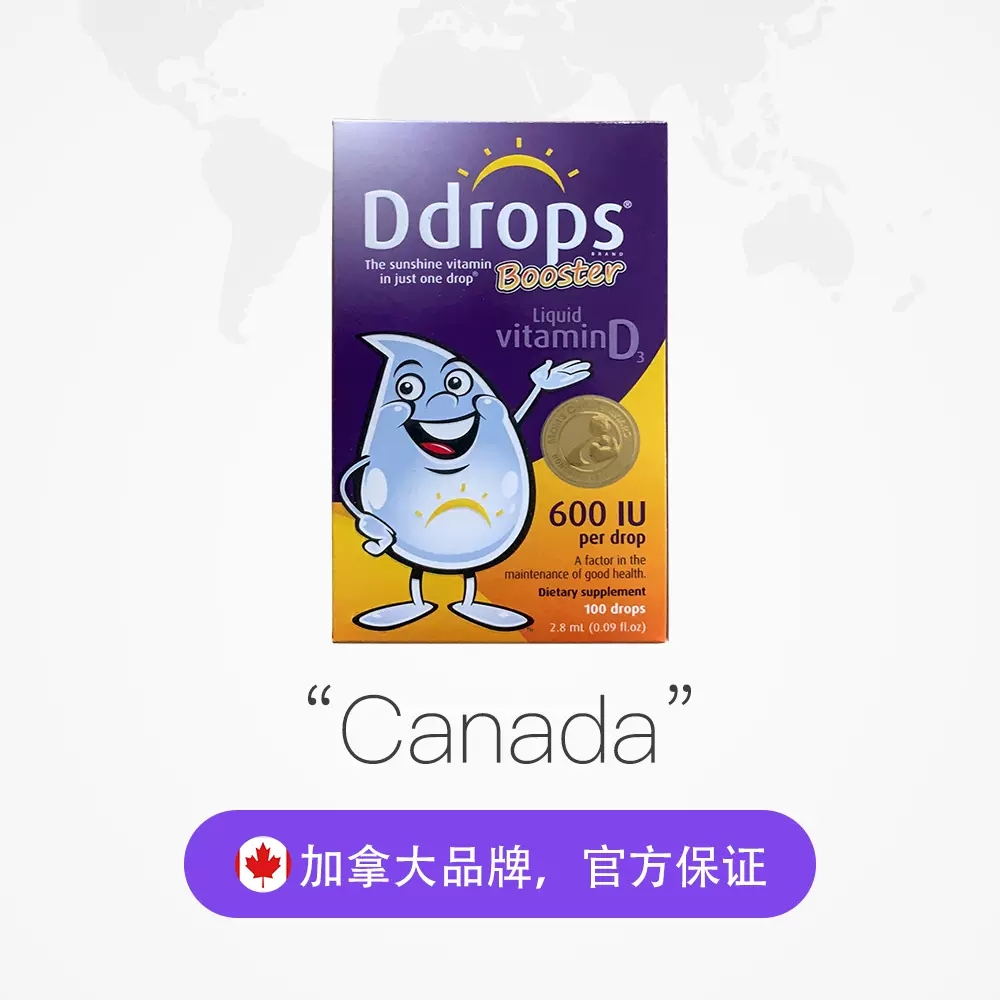 Ddrops®
BRAND
The sunshine vitamin
in just one drop®
Booster
Liquid
vitamin D3
600 IU
per drop
A factor in the
maintenance of good health.
Dietary supplement
100 drops
2.8 mL (0.09 fl.oz)
“Canada”
加拿大品牌，官方保证